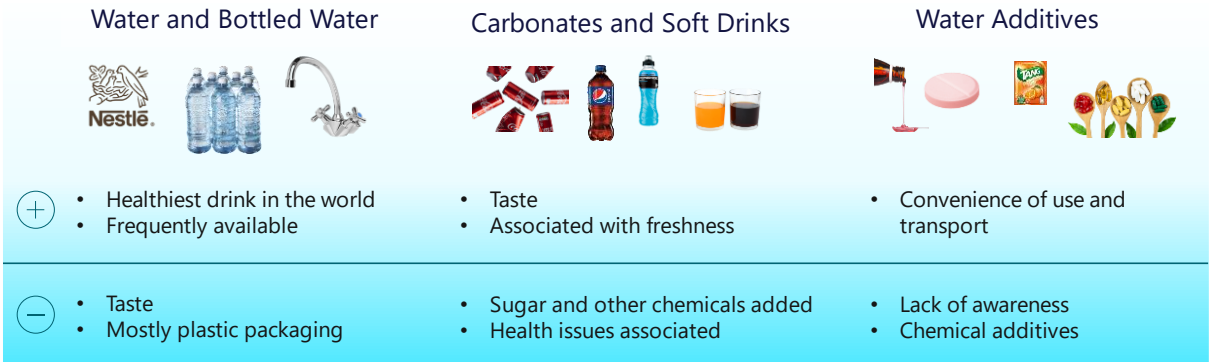 Water and Bottled Water
Carbonates and Soft Drinks
Water Additives
Nestlé.
TANG
• Healthiest drink in the world
• Frequently available
• Taste
• Associated with freshness
• Convenience of use and
transport
• Taste
• Mostly plastic packaging
• Sugar and other chemicals added
• Health issues associated
• Lack of awareness
• Chemical additives